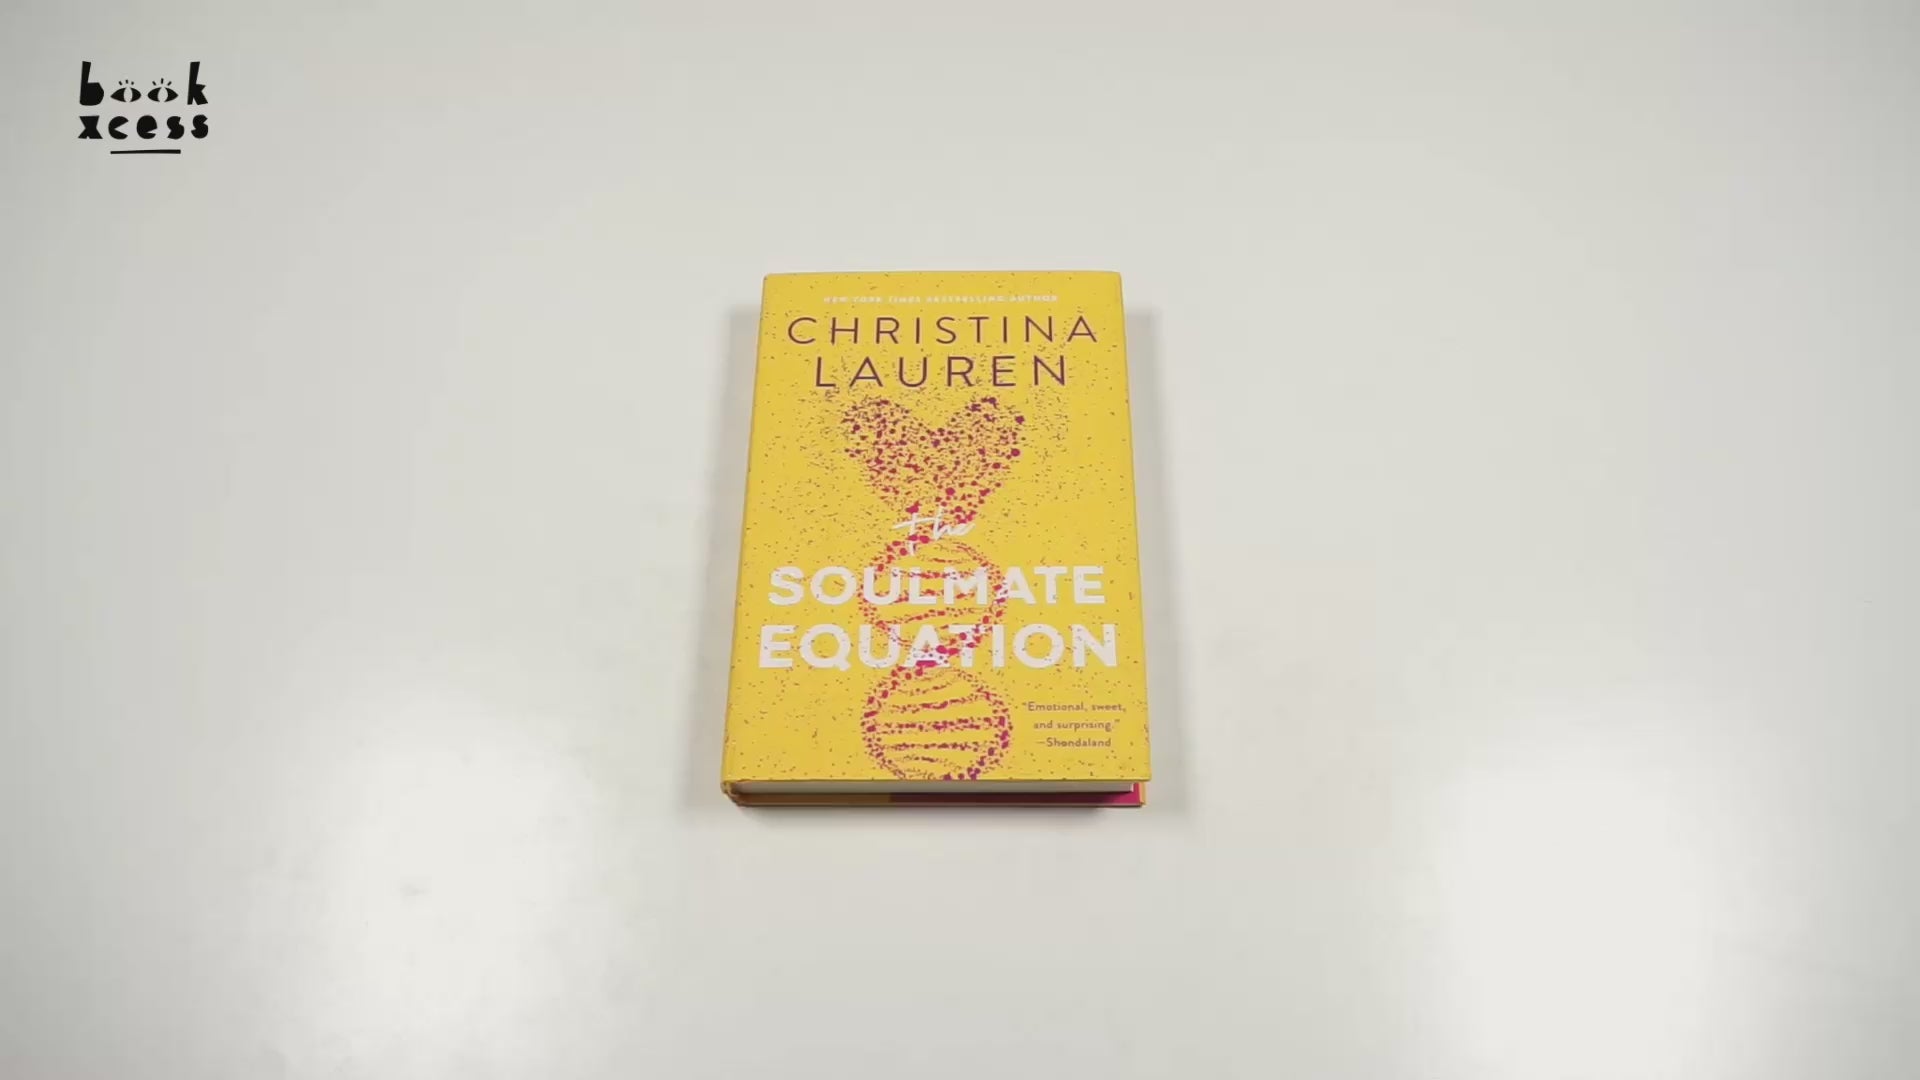 book
xcess
NEW YORK TIMES BESTSELLING AUTHOR
CHRISTINA
LAUREN
the
SOULMATE
EQUATION
"Emotional, sweet,
and surprising."
—Shondaland